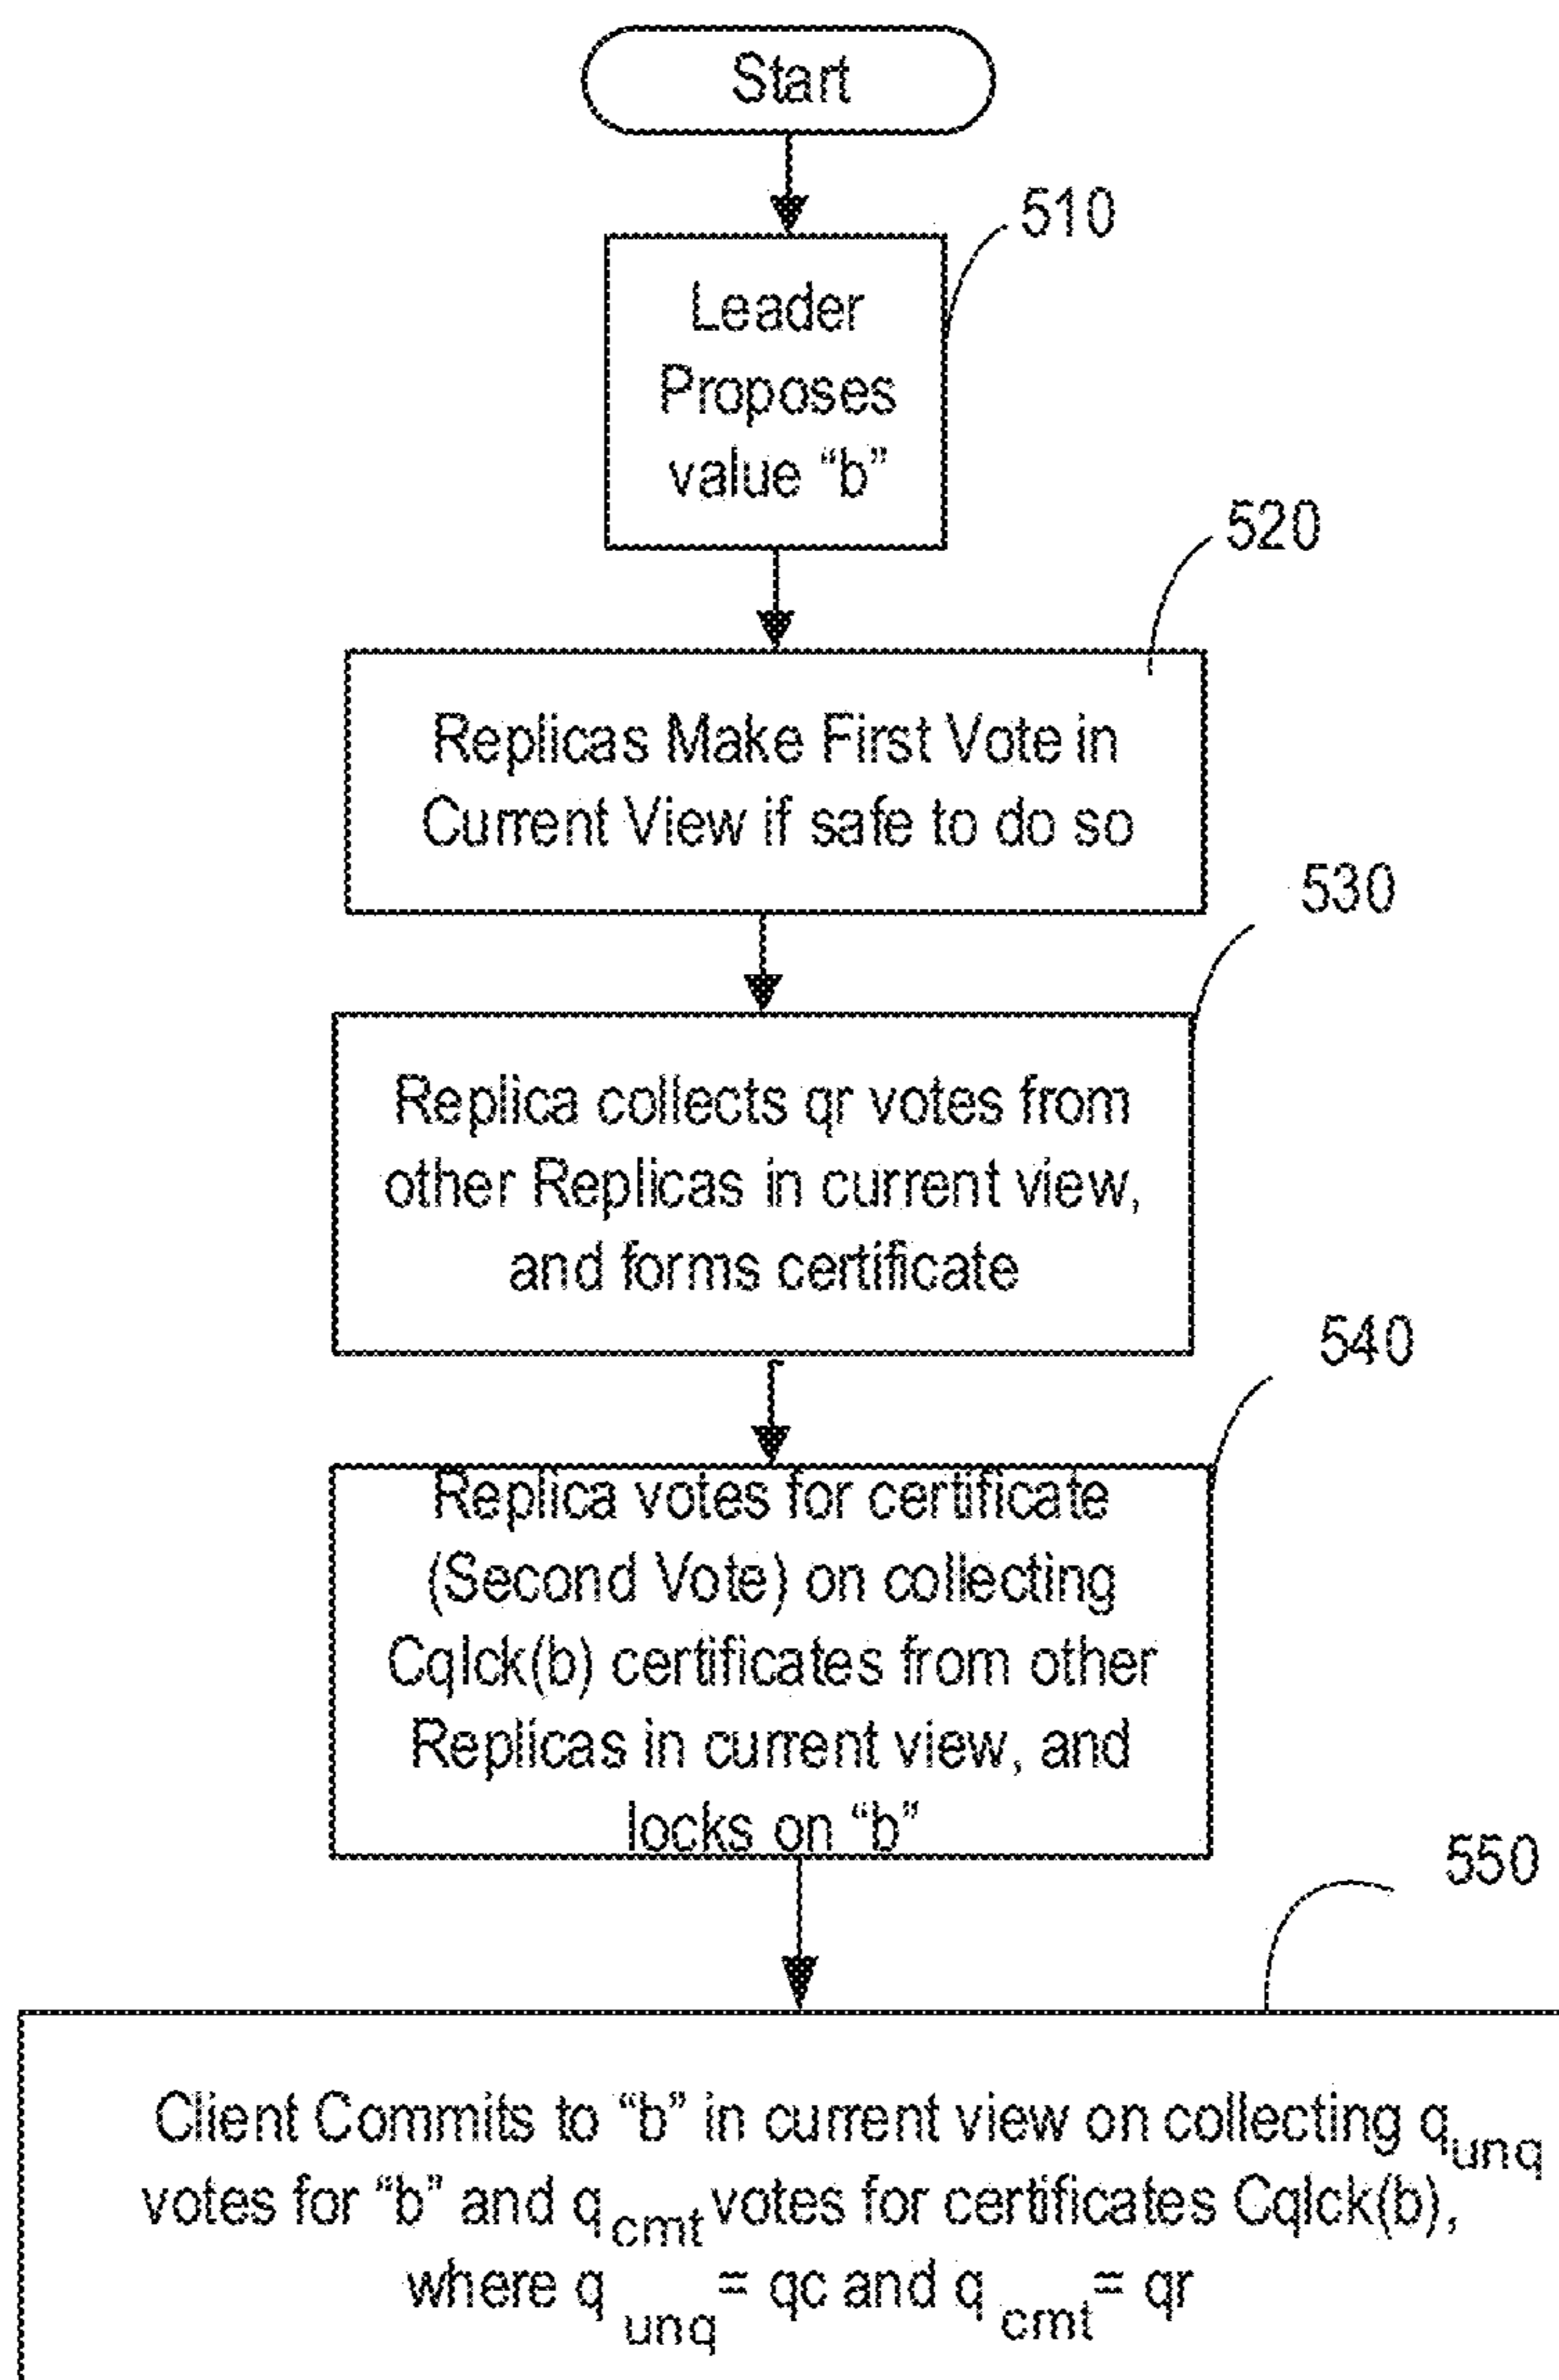 Start
510
Leader
Proposes
value “b”
520
Replicas Make First Vote in
Current View if safe to do so
530
Replica collects qr votes from
other Replicas in current view,
and forms certificate
540
Replica votes for certificate
(Second Vote) on collecting
Cqlck(b) certificates from other
Replicas in current view, and
locks on “b”
550
Client Commits to “b” in current view on collecting qunq
votes for “b” and qcmt votes for certificates Cqlck(b),
where q unq = qc and q cmt = qr